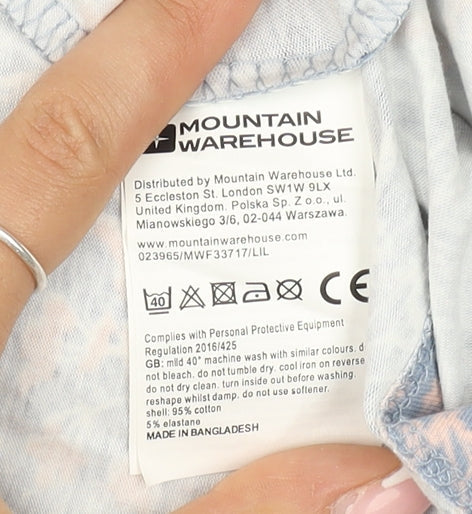 MOUNTAIN
WAREHOUSE
Distributed by Mountain Warehouse Ltd.
5 Eccleston St. London SW1W 9LX
United Kingdom. Polska Sp. Z o.o., ul.
Mianowskiego 3/6, 02-044 Warszawa.
www.mountainwarehouse.com
023965/MWF33717/LIL
40 CE
Complies with Personal Protective Equipment
Regulation 2016/425
GB: mild 40° machine wash with similar colours. d
not bleach. do not tumble dry. cool iron on reverse
do not dry clean. turn inside out before washing.
reshape whilst damp. do not use softener.
shell: 95% cotton
5% elastane
MADE IN BANGLADESH